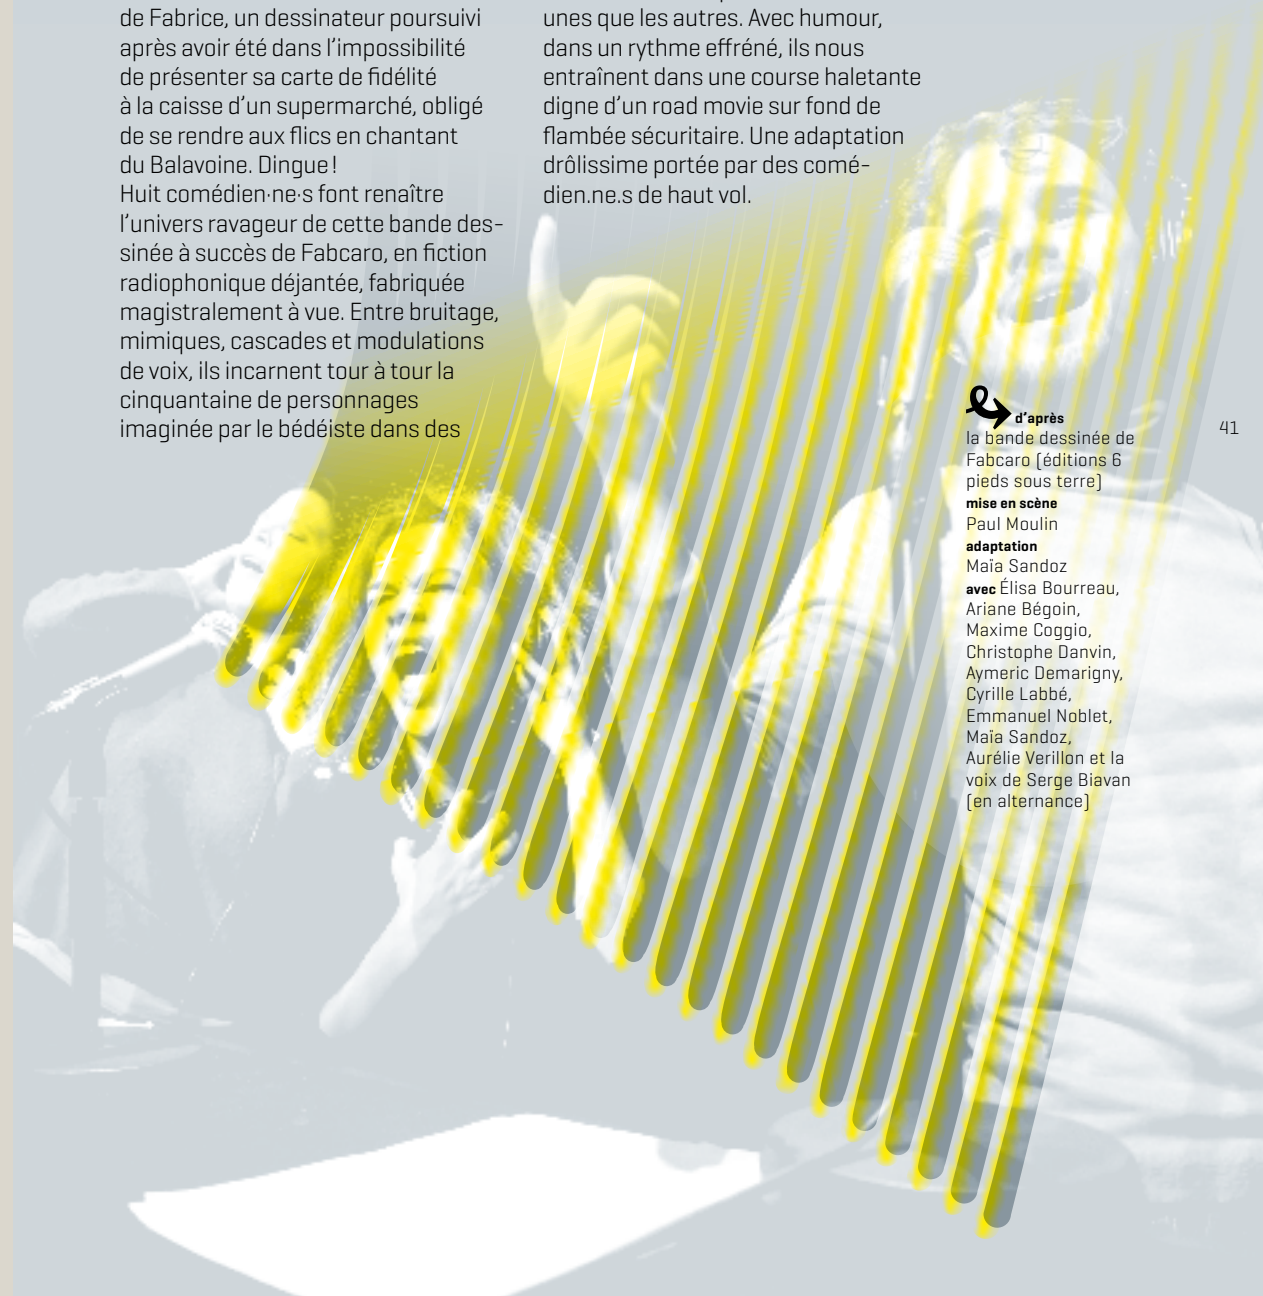 de Fabrice, un dessinateur poursuivi
après avoir été dans l’impossibilité
de présenter sa carte de fidélité
à la caisse d’un supermarché, obligé
de se rendre aux flics en chantant
du Balavoine. Dingue !
Huit comédien·ne·s font renaître
l’univers ravageur de cette bande des-
sinée à succès de Fabcaro, en fiction
radiophonique déjantée, fabriquée
magistralement à vue. Entre bruitage,
mimiques, cascades et modulations
de voix, ils incarnent tour à tour la
cinquantaine de personnages
imaginée par le bédéiste dans des
unes que les autres. Avec humour,
dans un rythme effréné, ils nous
entraînent dans une course haletante
digne d’un road movie sur fond de
flambée sécuritaire. Une adaptation
drôlissime portée par des comé-
dien.ne.s de haut vol.
d’après
la bande dessinée de
Fabcaro (éditions 6
pieds sous terre)
mise en scène
Paul Moulin
adaptation
Maïa Sandoz
avec Élisa Bourreau,
Ariane Bégoin,
Maxime Coggio,
Christophe Danvin,
Aymeric Demarigny,
Cyrille Labbé,
Emmanuel Noblet,
Maïa Sandoz,
Aurélie Verillon et la
voix de Serge Biavan
(en alternance)
41